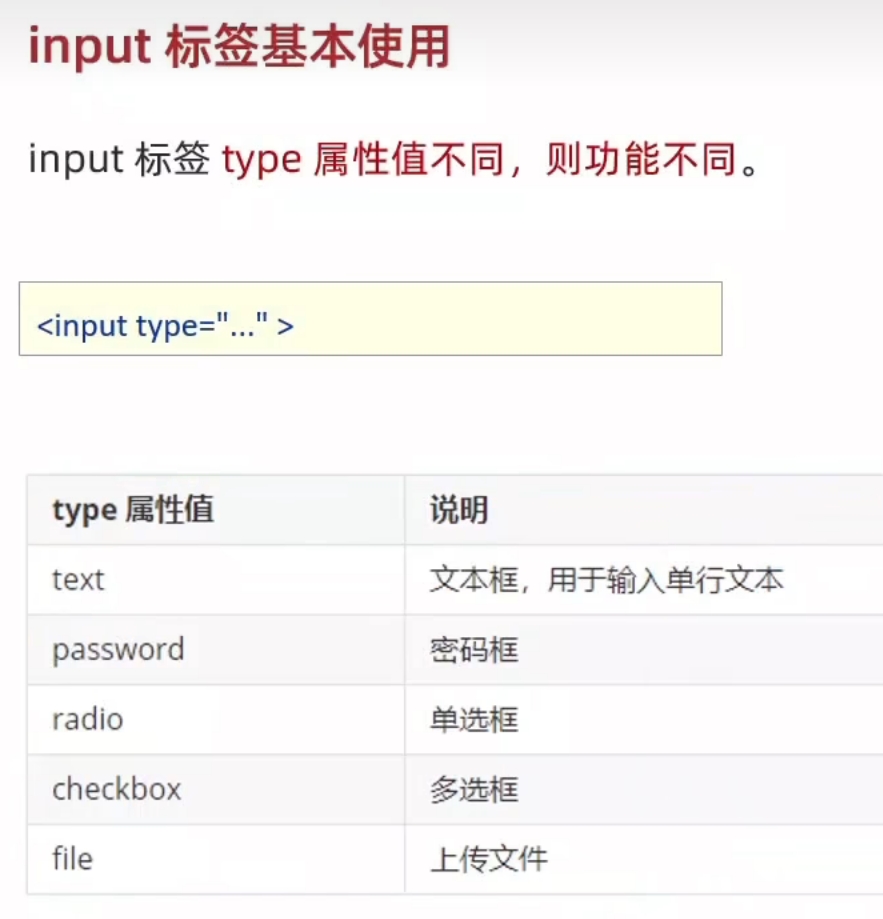 input 标签基本使用
input 标签 type 属性值不同，则功能不同。
<input type="..." >
type 属性值 说明
text 文本框，用于输入单行文本
password 密码框
radio 单选框
checkbox 多选框
file 上传文件